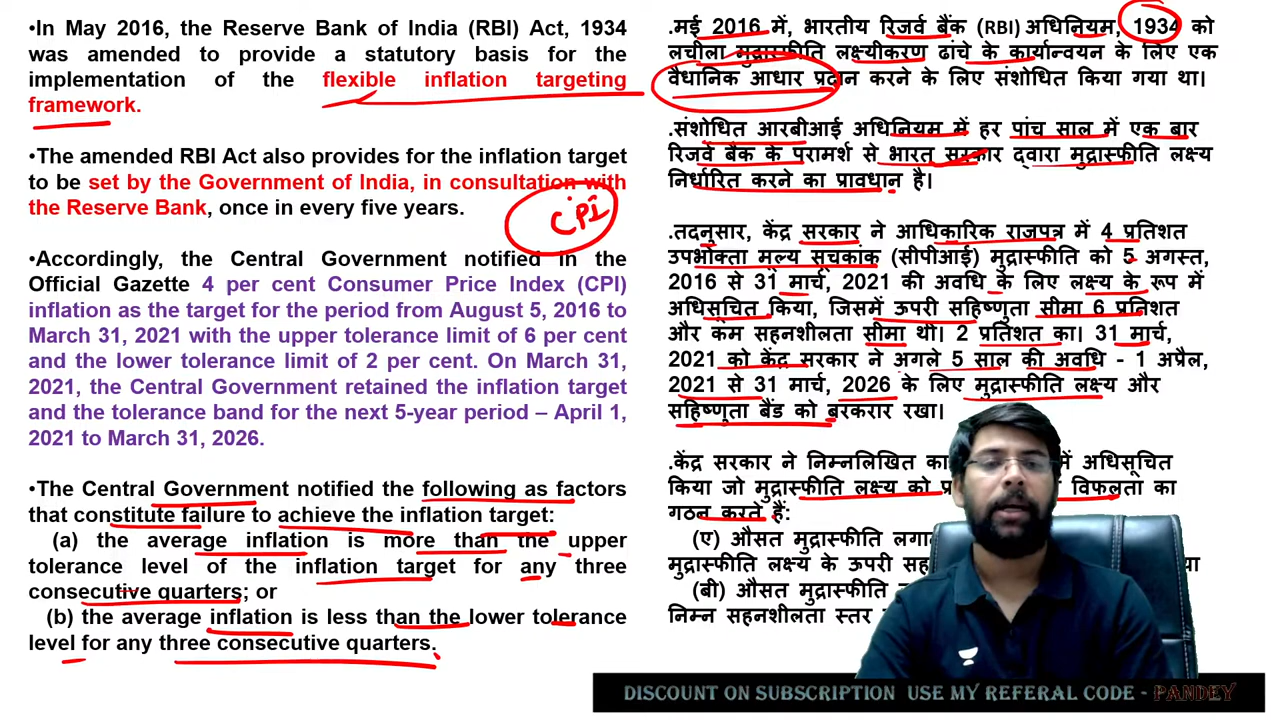 •In May 2016, the Reserve Bank of India (RBI) Act, 1934
was amended to provide a statutory basis for the
implementation of the flexible inflation targeting
framework.
•The amended RBI Act also provides for the inflation target
to be set by the Government of India, in consultation with
the Reserve Bank, once in every five years.
CPI
•Accordingly, the Central Government notified in the
Official Gazette 4 per cent Consumer Price Index (CPI)
inflation as the target for the period from August 5, 2016 to
March 31, 2021 with the upper tolerance limit of 6 per cent
and the lower tolerance limit of 2 per cent. On March 31,
2021, the Central Government retained the inflation target
and the tolerance band for the next 5-year period – April 1,
2021 to March 31, 2026.
•The Central Government notified the following as factors
that constitute failure to achieve the inflation target:
(a) the average inflation is more than the upper
tolerance level of the inflation target for any three
consecutive quarters; or
(b) the average inflation is less than the lower tolerance
level for any three consecutive quarters.
.मई 2016 में, भारतीय रिजर्व बैंक (RBI) अधिनियम, 1934 को
लचीला मुद्रास्फीति लक्ष्यीकरण ढांचे के कार्यान्वयन के लिए एक
वैधानिक आधार प्रदान करने के लिए संशोधित किया गया था।
.संशोधित आरबीआई अधिनियम में हर पांच साल में एक बार
रिजर्व बैंक के परामर्श से भारत सरकार द्वारा मुद्रास्फीति लक्ष्य
निर्धारित करने का प्रावधान है।
तदनुसार, केंद्र सरकार ने आधिकारिक राजपत्र में 4 प्रतिशत
उपभोक्ता मूल्य सूचकांक (सीपीआई) मुद्रास्फीति को 5 अगस्त,
2016 से 31 मार्च, 2021 की अवधि के लिए लक्ष्य के रूप में
अधिसूचित किया, जिसमें ऊपरी सहिष्णुता सीमा 6 प्रतिशत
और कम सहनशीलता सीमा थी। 2 प्रतिशत का। 31 मार्च,
2021 को केंद्र सरकार ने अगले 5 साल की अवधि - 1 अप्रैल,
2021 से 31 मार्च, 2026 के लिए मुद्रास्फीति लक्ष्य और
सहिष्णुता बैंड को बरकरार रखा।
.केंद्र सरकार ने निम्नलिखित में अधिसूचित
किया जो मुद्रास्फीति लक्ष्य को विफलता का
गठन करते हैं:
(ए) औसत मुद्रास्फीति
मुद्रास्फीति लक्ष्य के ऊपरी
(बी) औसत मुद्रास्फीति
निम्न सहनशीलता स्तर
DISCOUNT ON SUBSCRIPTION USE MY REFERAL CODE - PANDEY